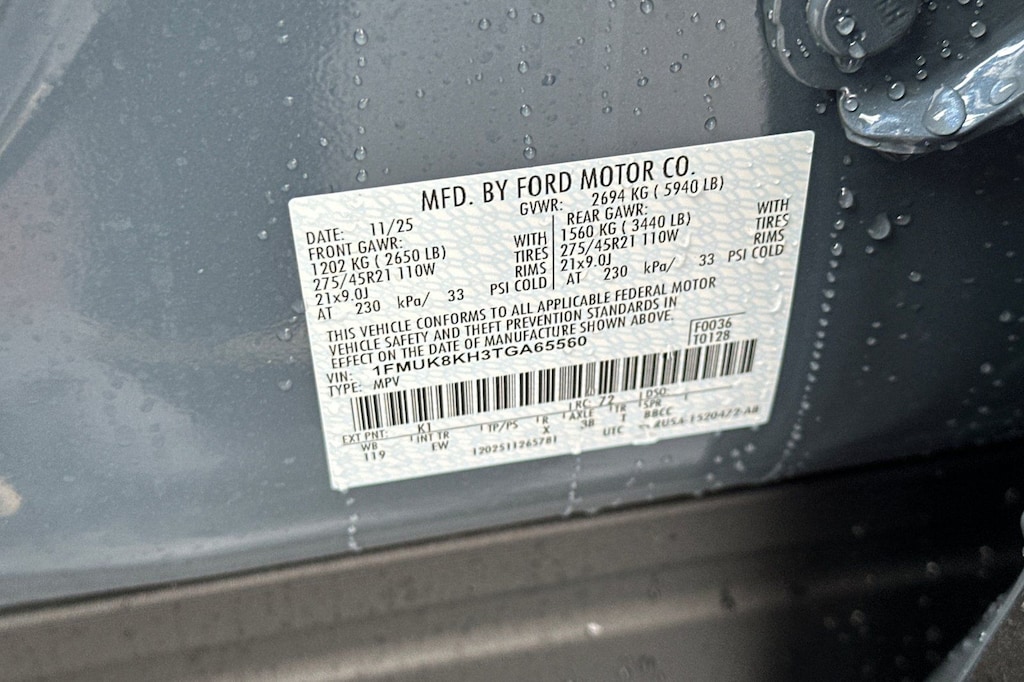 MFD. BY FORD MOTOR CO.
DATE: 11/25 GVWR: 2694 KG ( 5940 LB)
FRONT GAWR: REAR GAWR:
1202 KG ( 2650 LB) WITH 1560 KG ( 3440 LB) WITH
275/45R21 110W TIRES 275/45R21 110W TIRES
21x9.0J RIMS 21x9.0J RIMS
AT 230 kPa/ 33 PSI COLD AT 230 kPa/ 33 PSI COLD
THIS VEHICLE CONFORMS TO ALL APPLICABLE FEDERAL MOTOR
VEHICLE SAFETY AND THEFT PREVENTION STANDARDS IN
EFFECT ON THE DATE OF MANUFACTURE SHOWN ABOVE.
VIN: 1FMUK8KH3TGA65560 F0036
TYPE: MPV T0128
EXT PNT: K1 RC: 72 DSO:
WB INT TR TP/PS R AXLE TR SPR
119 EW X 38 T BBCC
1202511265781 UTC